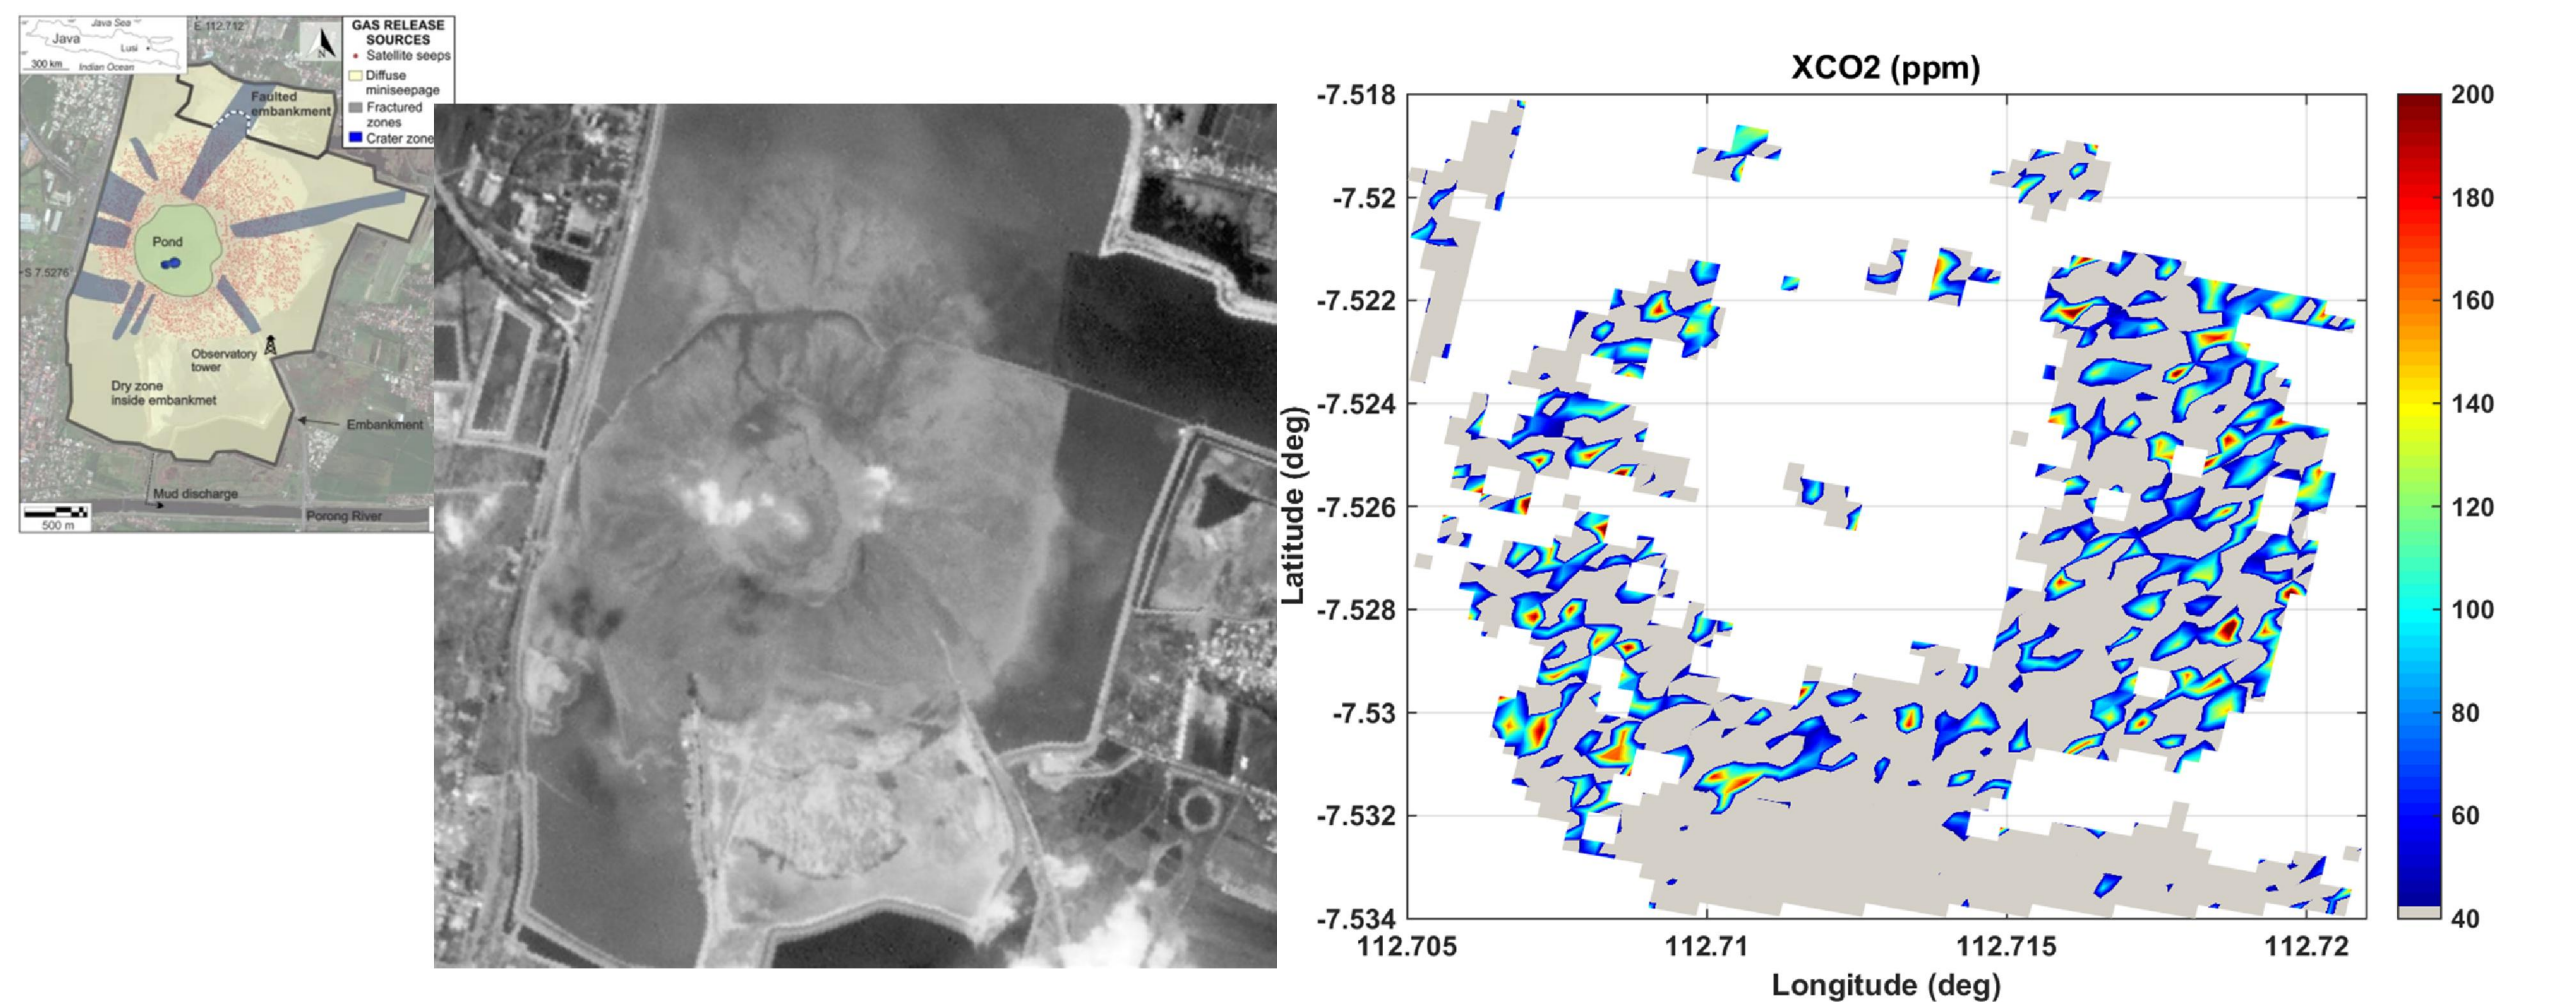 Java Sea
Java
Lusi
300 km
Indian Ocean
E 112.712
N
GAS RELEASE
SOURCES
Satellite seeps
Diffuse
miniseepage
Fractured
zones
Crater zone
Faulted
embankment
Pond
S 7.5276
Observatory
tower
Dry zone
inside embankmet
Embankment
Mud discharge
Porong River
500 m
XCO2 (ppm)
-7.518
-7.52
-7.522
-7.524
-7.526
-7.528
-7.53
-7.532
-7.534
Latitude (deg)
112.705
112.71
112.715
112.72
Longitude (deg)
200
180
160
140
120
100
80
60
40